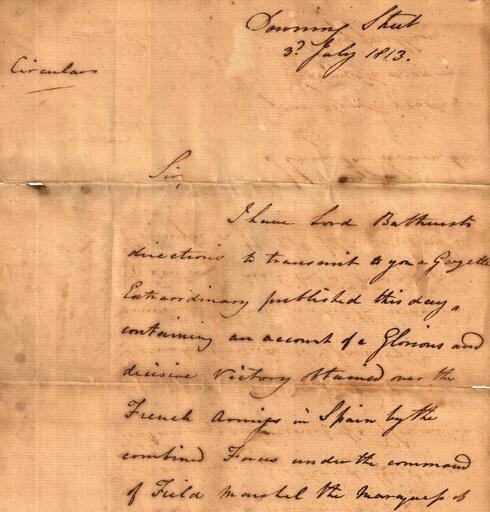 Downing Street
3d July 1813.
Circular
Sir,
I have Lord Bathursts
directions to transmit to you a Gazette
Extraordinary published this day,
containing an account of a Glorious and
decisive Victory obtained over the
French Armies in Spain by the
combined Forces under the command
of Field Marshal the Marquess of